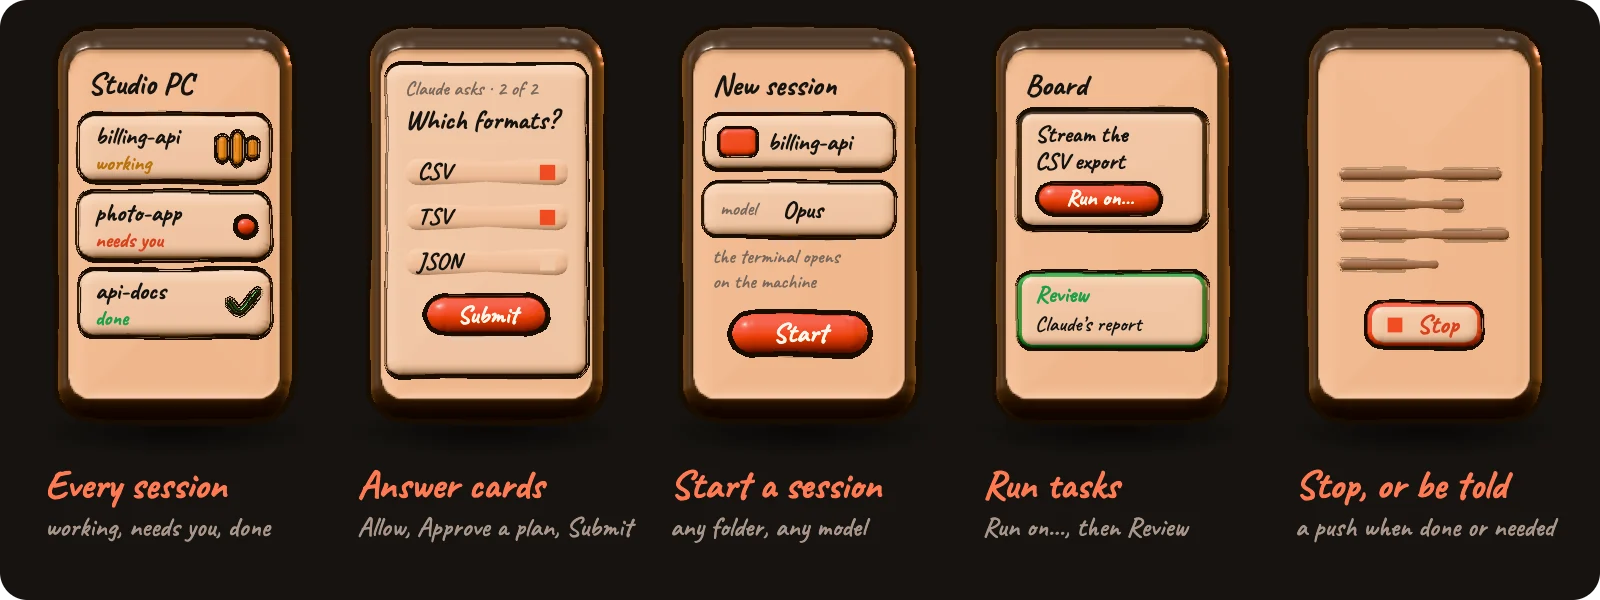 Studio PC
billing-api
working
photo-app
needs you
api-docs
done
Claude asks · 2 of 2
Which formats?
CSV
TSV
JSON
Submit
New session
billing-api
model Opus
the terminal opens
on the machine
Start
Board
Stream the
CSV export
Run on...
Review
Claude's report
Stop
Every session
working, needs you, done
Answer cards
Allow, Approve a plan, Submit
Start a session
any folder, any model
Run tasks
Run on..., then Review
Stop, or be told
a push when done or needed